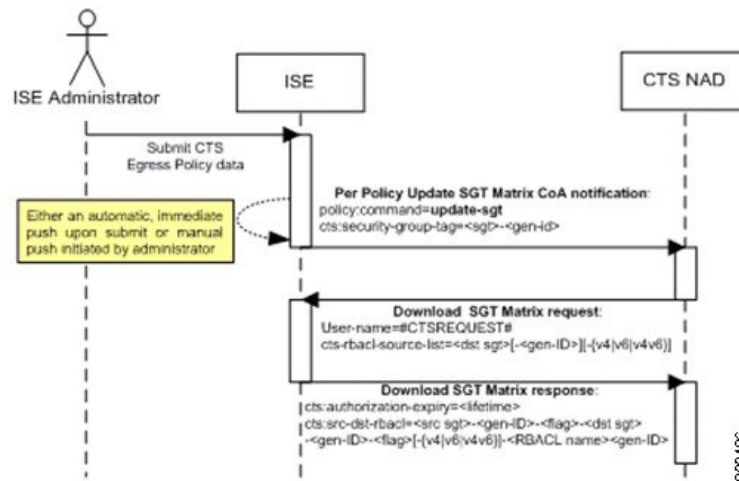 ISE Administrator
ISE
CTS NAD
Submit CTS
Egress Policy data
Either an automatic, immediate
push upon submit or manual
push initiated by administrator
Per Policy Update SGT Matrix CoA notification:
policy:command=update-sgt
cts:security-group-tag=<sgt>-<gen-id>
Download SGT Matrix request:
User-name=#CTSREQUEST#
cts-rbacl-source-list=<dst sgt>[-<gen-ID>][-{v4|v6|v4v6}]
Download SGT Matrix response:
cts:authorization-expiry=<lifetime>
cts:src-dst-rbacl=<src sgt>-<gen-ID>-<flag>-<dst sgt>
-<gen-ID>-<flag>[-{v4|v6|v4v6}]-<RBACL name><gen-ID>